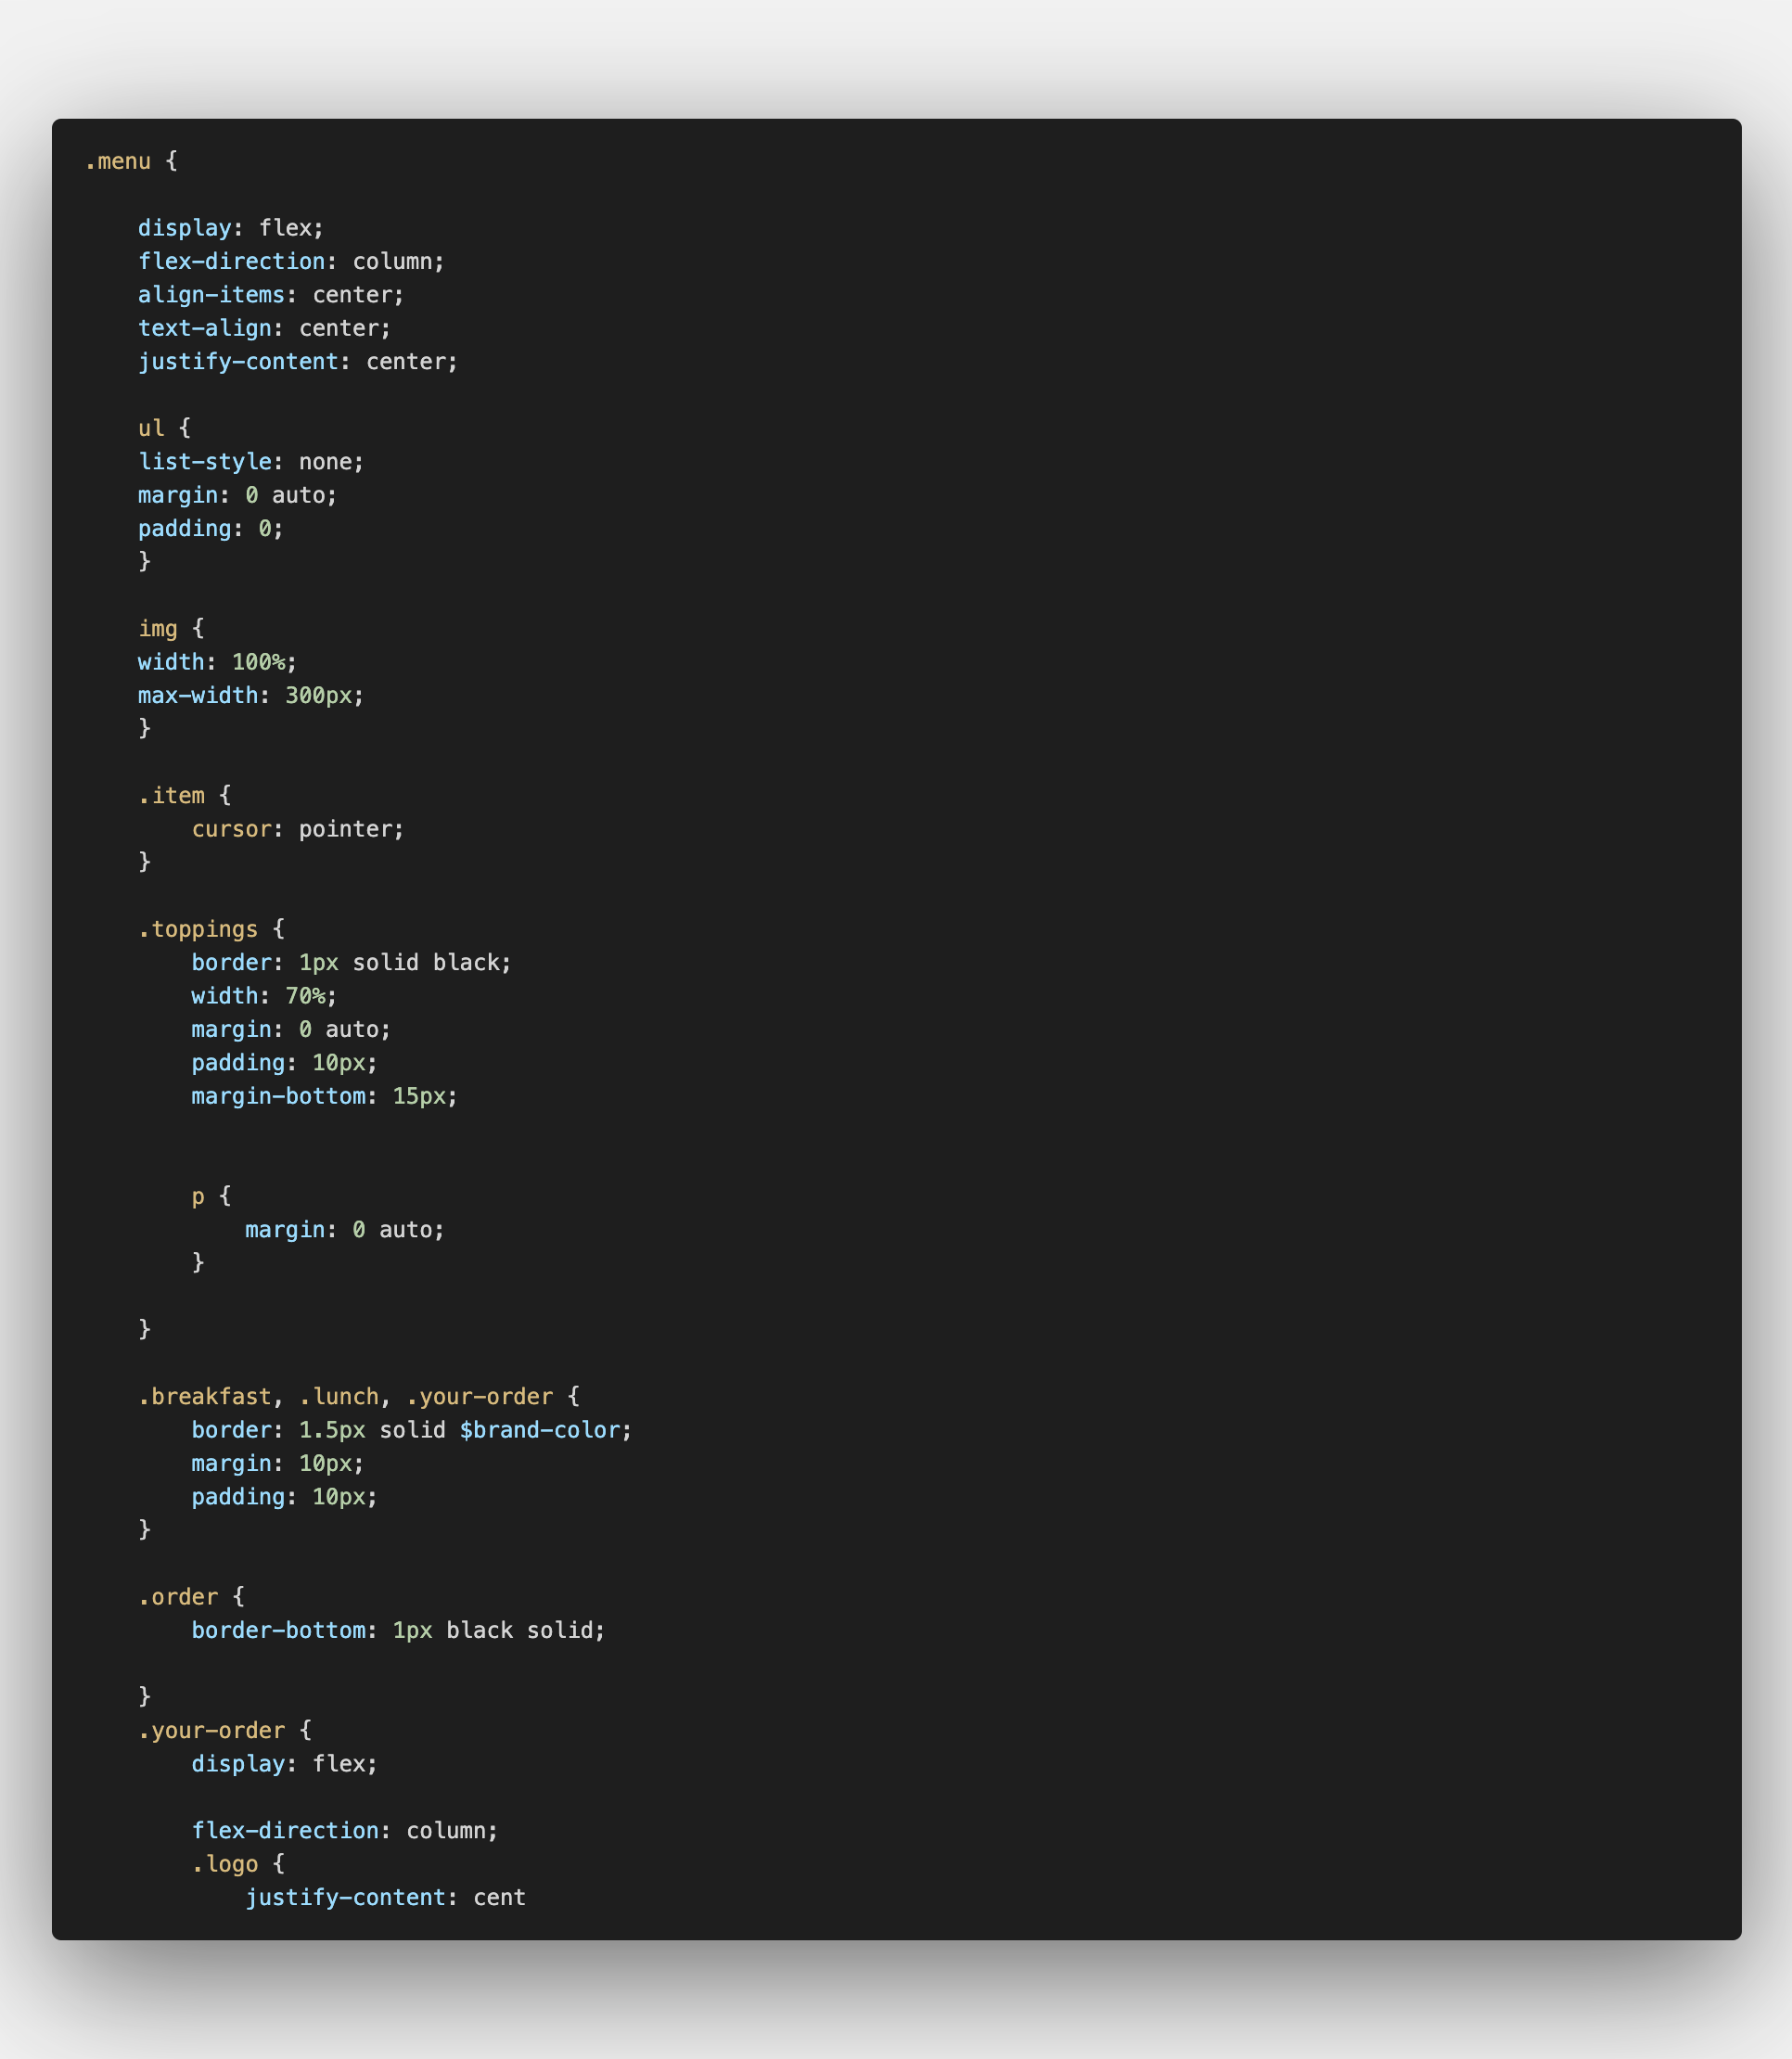 .menu {
display: flex;
flex-direction: column;
align-items: center;
text-align: center;
justify-content: center;
ul {
list-style: none;
margin: 0 auto;
padding: 0;
}
img {
width: 100%;
max-width: 300px;
}
.item {
cursor: pointer;
}
.toppings {
border: 1px solid black;
width: 70%;
margin: 0 auto;
padding: 10px;
margin-bottom: 15px;
p {
margin: 0 auto;
}
}
.breakfast, .lunch, .your-order {
border: 1.5px solid $brand-color;
margin: 10px;
padding: 10px;
}
.order {
border-bottom: 1px black solid;
}
.your-order {
display: flex;
flex-direction: column;
.logo {
justify-content: cent